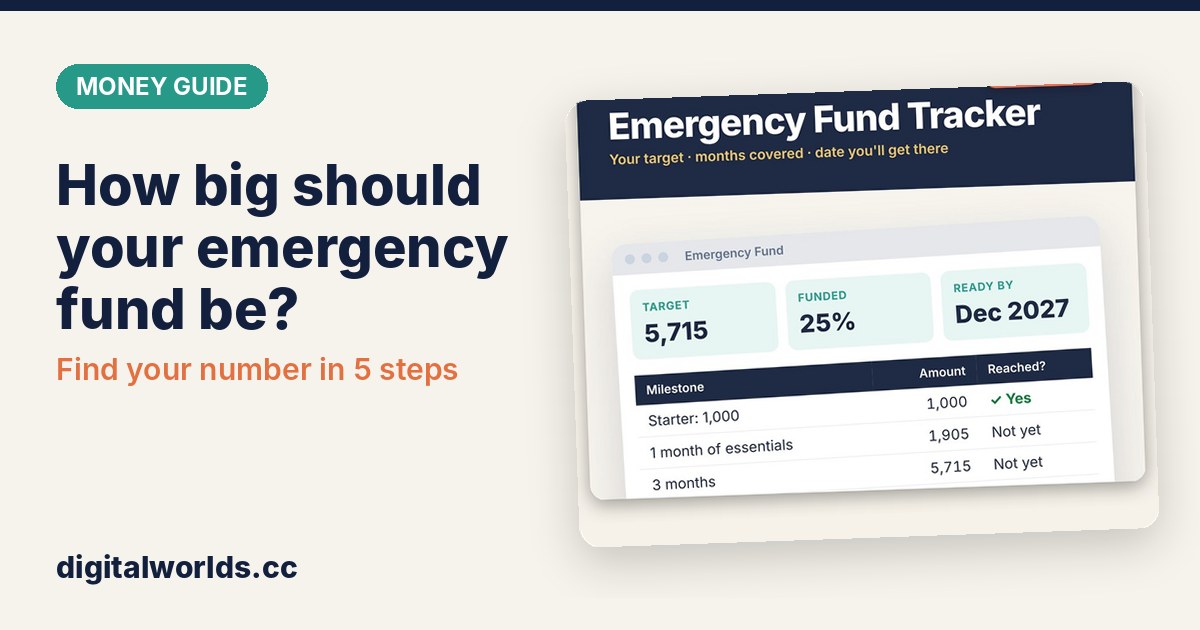 MONEY GUIDE
How big should
your emergency
fund be?
Find your number in 5 steps
digitalworlds.cc
Emergency Fund Tracker
Your target · months covered · date you'll get there
Emergency Fund
TARGET
5,715
FUNDED
25%
READY BY
Dec 2027
Milestone Amount Reached?
Starter: 1,000 1,000 ✓ Yes
1 month of essentials 1,905 Not yet
3 months 5,715 Not yet